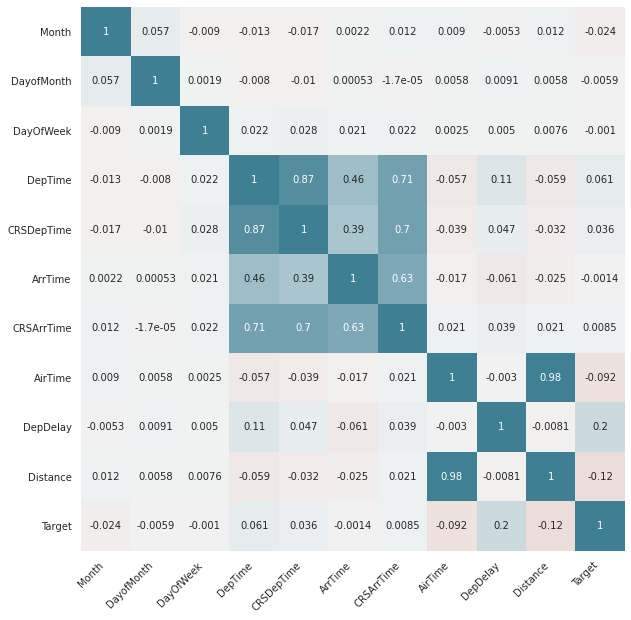 Month 1 0.057 -0.009 -0.013 -0.017 0.0022 0.012 0.009 -0.0053 0.012 -0.024
DayofMonth 0.057 1 0.0019 -0.008 -0.01 0.00053 -1.7e-05 0.0058 0.0091 0.0058 -0.0059
DayOfWeek -0.009 0.0019 1 0.022 0.028 0.021 0.022 0.0025 0.005 0.0076 -0.001
DepTime -0.013 -0.008 0.022 1 0.87 0.46 0.71 -0.057 0.11 -0.059 0.061
CRSDepTime -0.017 -0.01 0.028 0.87 1 0.39 0.7 -0.039 0.047 -0.032 0.036
ArrTime 0.0022 0.00053 0.021 0.46 0.39 1 0.63 -0.017 -0.061 -0.025 -0.0014
CRSArrTime 0.012 -1.7e-05 0.022 0.71 0.7 0.63 1 0.021 0.039 0.021 0.0085
AirTime 0.009 0.0058 0.0025 -0.057 -0.039 -0.017 0.021 1 -0.003 0.98 -0.092
DepDelay -0.0053 0.0091 0.005 0.11 0.047 -0.061 0.039 -0.003 1 -0.0081 0.2
Distance 0.012 0.0058 0.0076 -0.059 -0.032 -0.025 0.021 0.98 -0.0081 1 -0.12
Target -0.024 -0.0059 -0.001 0.061 0.036 -0.0014 0.0085 -0.092 0.2 -0.12 1
Month DayofMonth DayOfWeek DepTime CRSDepTime ArrTime CRSArrTime AirTime DepDelay Distance Target